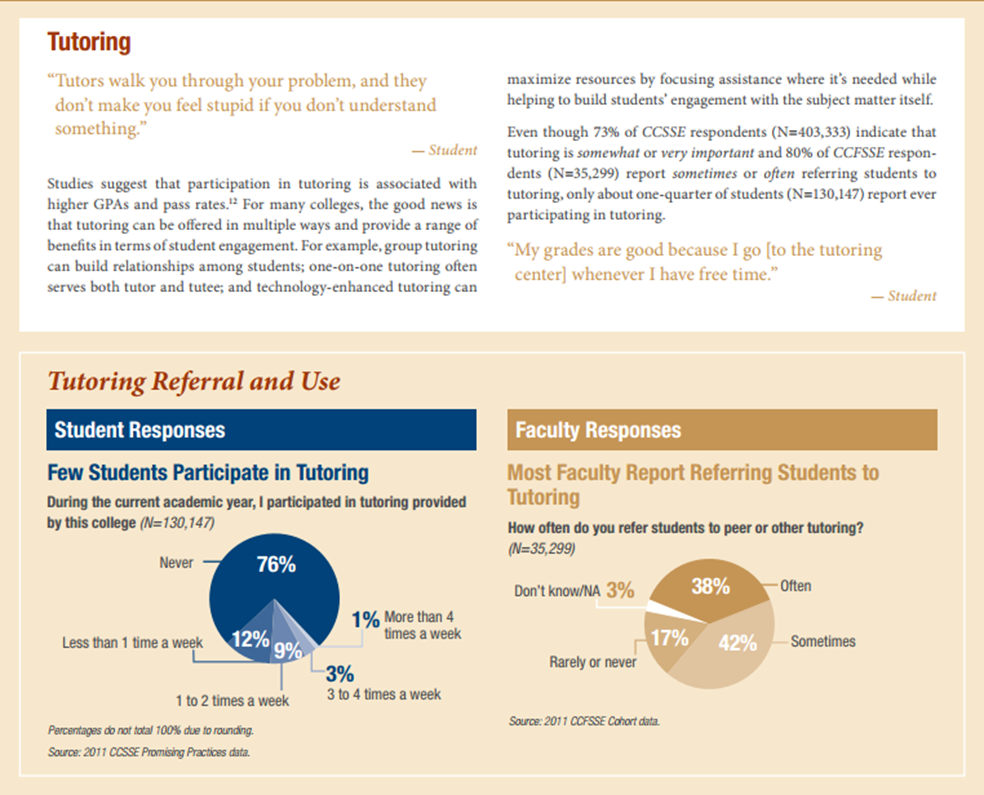 Tutoring
“Tutors walk you through your problem, and they
don’t make you feel stupid if you don’t understand
something.”
— Student
Studies suggest that participation in tutoring is associated with
higher GPAs and pass rates.¹² For many colleges, the good news is
that tutoring can be offered in multiple ways and provide a range of
benefits in terms of student engagement. For example, group tutoring
can build relationships among students; one-on-one tutoring often
serves both tutor and tutee; and technology-enhanced tutoring can
maximize resources by focusing assistance where it’s needed while
helping to build students’ engagement with the subject matter itself.
Even though 73% of CCSSE respondents (N=403,333) indicate that
tutoring is somewhat or very important and 80% of CCFSSE respon-
dents (N=35,299) report sometimes or often referring students to
tutoring, only about one-quarter of students (N=130,147) report ever
participating in tutoring.
“My grades are good because I go [to the tutoring
center] whenever I have free time.”
— Student
Tutoring Referral and Use
Student Responses
Few Students Participate in Tutoring
During the current academic year, I participated in tutoring provided
by this college (N=130,147)
Never
76%
1% More than 4
times a week
Less than 1 time a week
12%
9%
3%
3 to 4 times a week
1 to 2 times a week
Percentages do not total 100% due to rounding.
Source: 2011 CCSSE Promising Practices data.
Faculty Responses
Most Faculty Report Referring Students to
Tutoring
How often do you refer students to peer or other tutoring?
(N=35,299)
Don’t know/NA 3%
38%
Often
17%
42%
Sometimes
Rarely or never
Source: 2011 CCFSSE Cohort data.